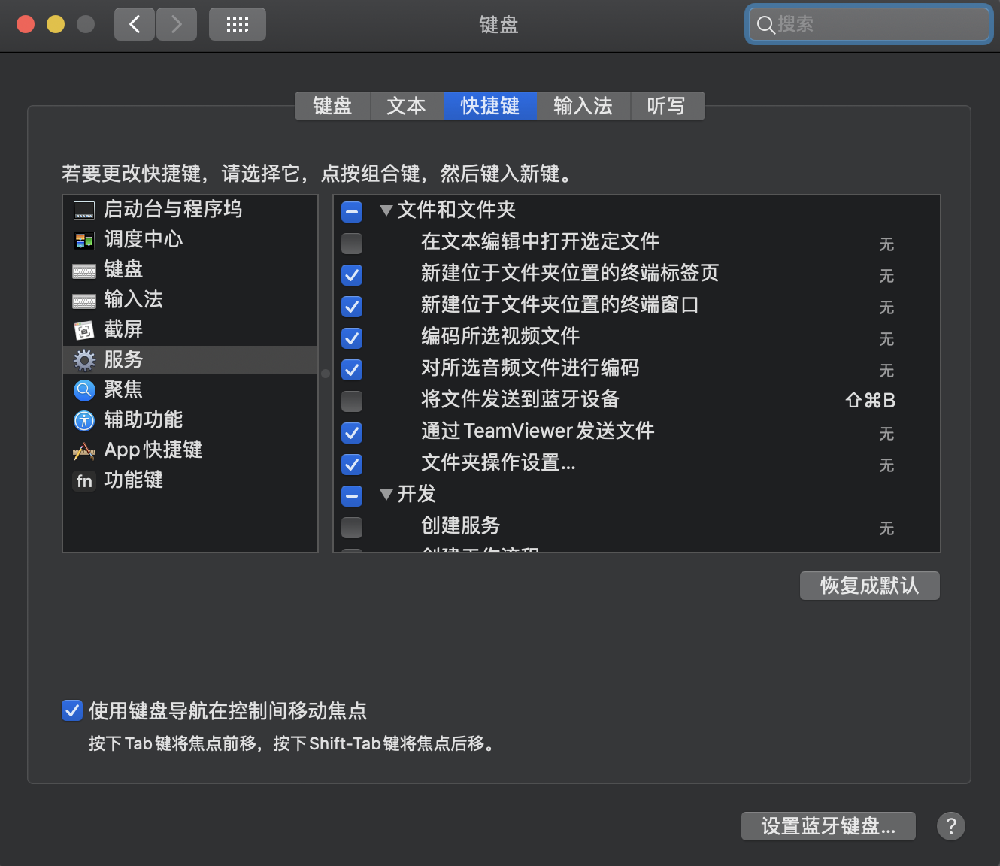 键盘
搜索
键盘
文本
快捷键
输入法
听写
若要更改快捷键，请选择它，点按组合键，然后键入新键。
启动台与程序坞
调度中心
键盘
输入法
截屏
服务
聚焦
辅助功能
App 快捷键
fn 功能键
文件和文件夹
在文本编辑中打开选定文件 无
新建位于文件夹位置的终端标签页 无
新建位于文件夹位置的终端窗口 无
编码所选视频文件 无
对所选音频文件进行编码 无
将文件发送到蓝牙设备 ⇧⌘B
通过 TeamViewer 发送文件 无
文件夹操作设置... 无
开发
创建服务 无
创建工作流程
恢复成默认
使用键盘导航在控制间移动焦点
按下 Tab 键将焦点前移，按下 Shift-Tab 键将焦点后移。
设置蓝牙键盘...
?